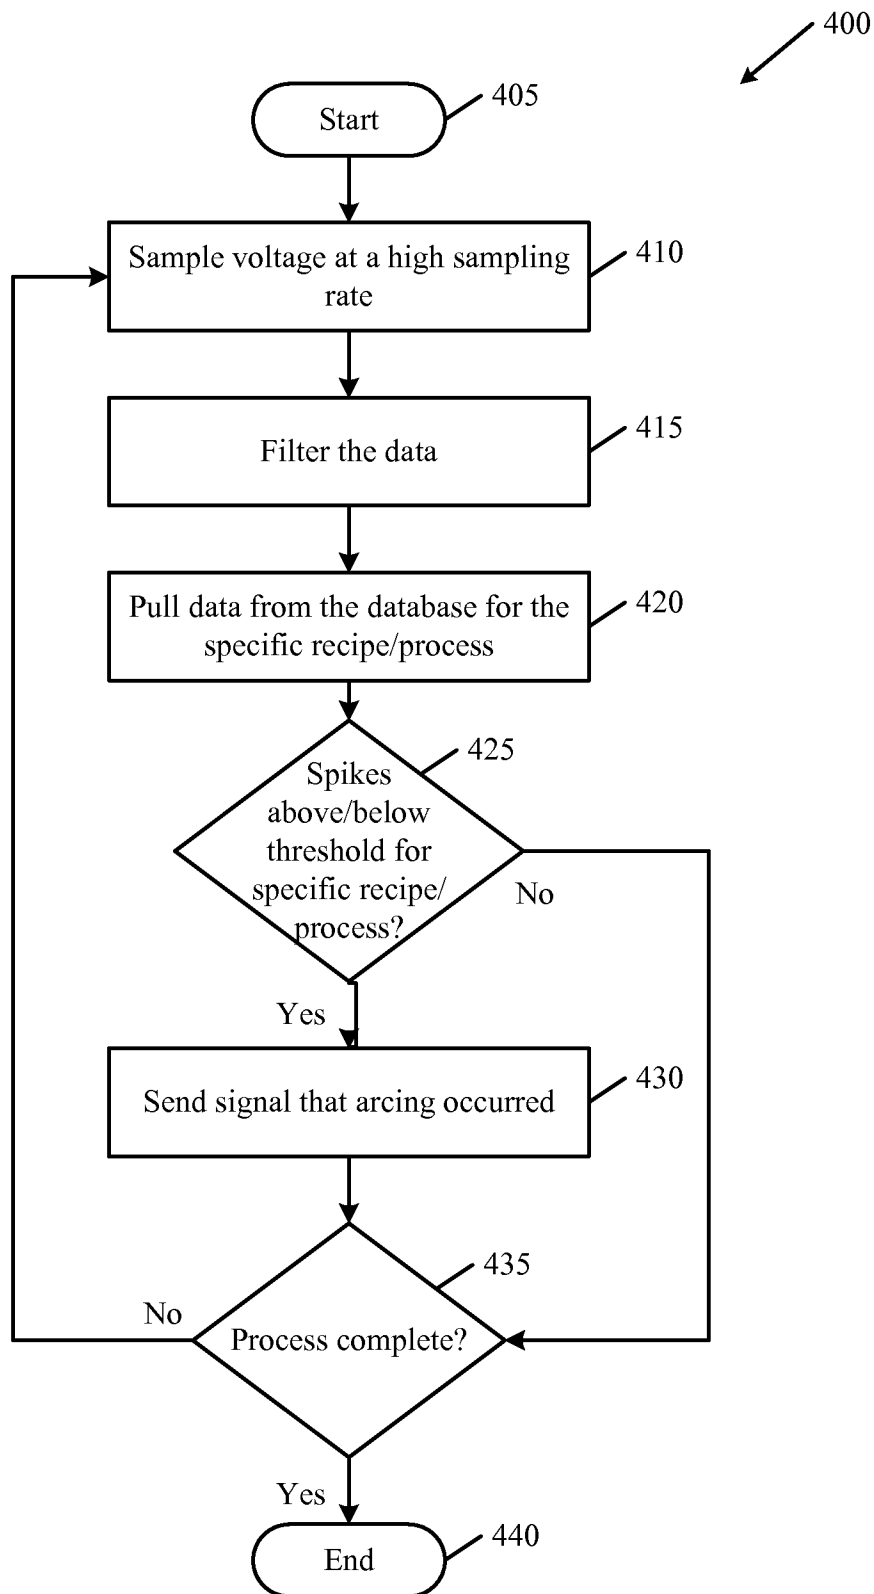 400
Start
405
Sample voltage at a high sampling
rate
410
Filter the data
415
Pull data from the database for the
specific recipe/process
420
425
Spikes
above/below
threshold for
specific recipe/
process?
No
Yes
Send signal that arcing occurred
430
435
No
Process complete?
Yes
End
440